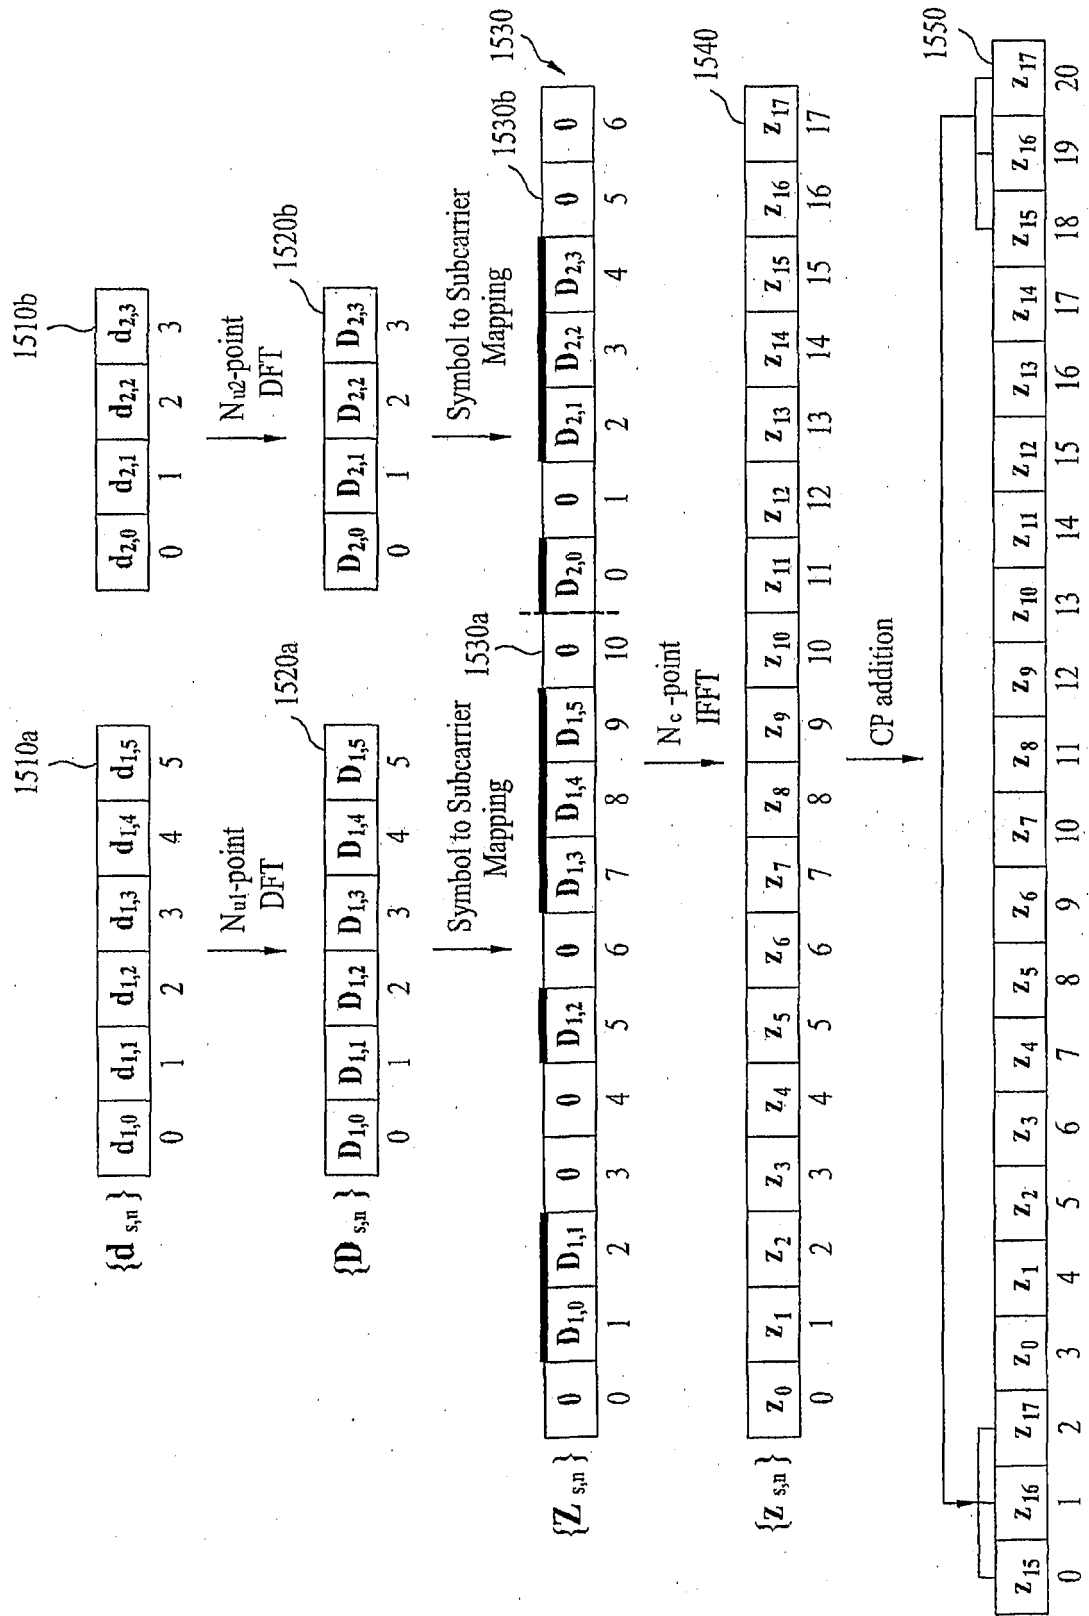 1510a 1510b
{d s,n} d1,0 d1,1 d1,2 d1,3 d1,4 d1,5 d2,0 d2,1 d2,2 d2,3
0 1 2 3 4 5 0 1 2 3
Nu1-point
DFT
Nu2-point
DFT
1520a 1520b
{D s,n} D1,0 D1,1 D1,2 D1,3 D1,4 D1,5 D2,0 D2,1 D2,2 D2,3
0 1 2 3 4 5 0 1 2 3
Symbol to Subcarrier
Mapping
Symbol to Subcarrier
Mapping
1530a 1530b 1530
{Z s,n} 0 D1,0 D1,1 0 0 D1,2 0 D1,3 D1,4 D1,5 0 D2,0 0 D2,1 D2,2 D2,3 0 0
0 1 2 3 4 5 6 7 8 9 10 0 1 2 3 4 5 6
Nc-point
IFFT
1540
{z s,n} z0 z1 z2 z3 z4 z5 z6 z7 z8 z9 z10 z11 z12 z13 z14 z15 z16 z17
0 1 2 3 4 5 6 7 8 9 10 11 12 13 14 15 16 17
CP addition
1550
z15 z16 z17 z0 z1 z2 z3 z4 z5 z6 z7 z8 z9 z10 z11 z12 z13 z14 z15 z16 z17
0 1 2 3 4 5 6 7 8 9 10 11 12 13 14 15 16 17 18 19 20